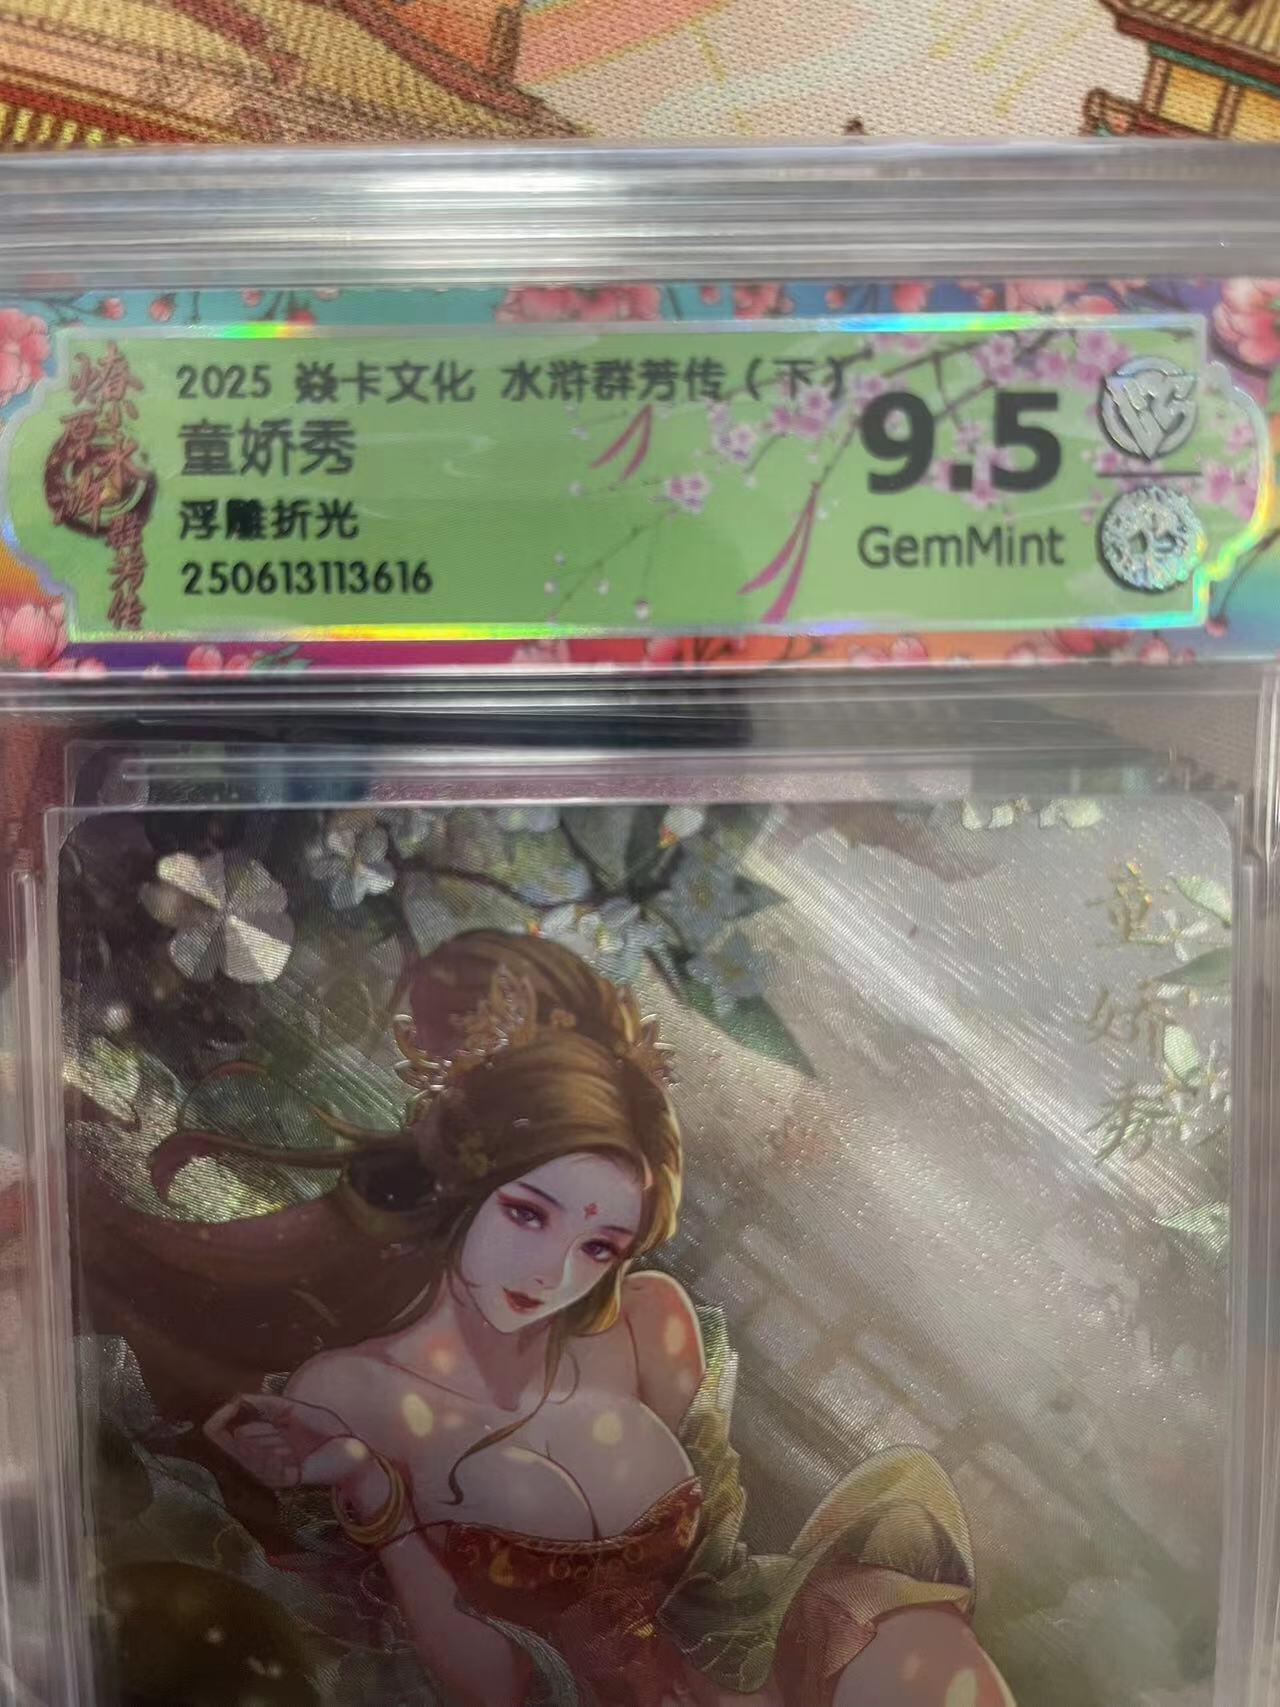 2025 焱卡文化 水浒群芳传（下）
童娇秀
浮雕折光
250613113616
9.5
GemMint
童娇秀